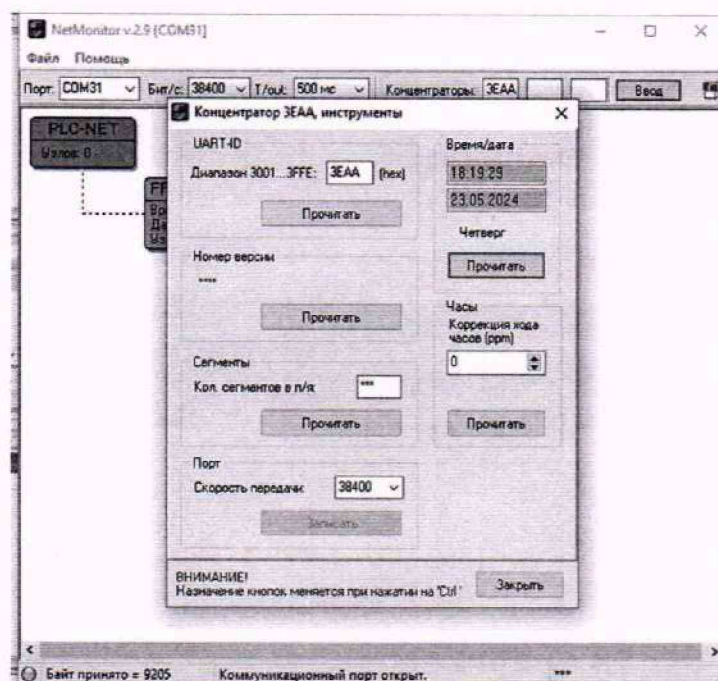 NetMonitor v.2.9 [COM31]
Файл Помощь
Порт: COM31 Бит/с: 38400 T/out: 500 мс Концентраторы: 3EAA Ввод
PLC-NET
Узлов: 0
Концентратор 3EAA, инструменты
UART-ID
Диапазон 3001...3FFE: 3EAA (hex)
Прочитать
Номер версии
****
Прочитать
Сегменты
Кол. сегментов в п/я: ***
Прочитать
Порт
Скорость передачи: 38400
Записать
Время/дата
18:19:29
23.05.2024
Четверг
Прочитать
Часы
Коррекция хода
часов (ppm)
0
Прочитать
ВНИМАНИЕ!
Назначение кнопок меняется при нажатии на 'Ctrl'
Закрыть
Байт принято = 9205 Коммуникационный порт открыт. ***